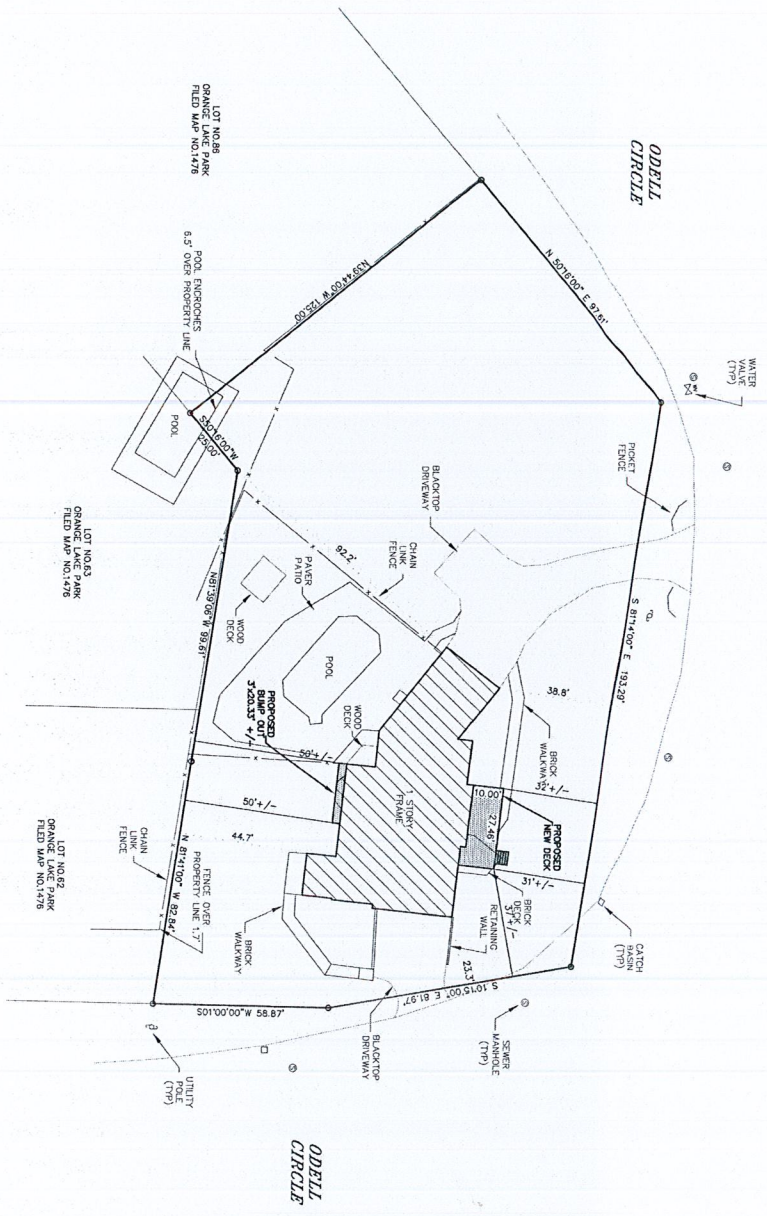 ODELL
CIRCLE
LOT NO.86
ORANGE LAKE PARK
FILED MAP NO.1476
POOL ENCROCHES
6.5' OVER PROPERTY LINE
N39°44'00"W 125.00'
N 50°16'00" E 97.61'
WATER
VALVE
(TYP)
W
S
PICKET
FENCE
S 81°14'00" E 193.29'
POOL
S50°16'00"W
25.00'
LOT NO.63
ORANGE LAKE PARK
FILED MAP NO.1476
BLACKTOP
DRIVEWAY
CHAIN
LINK
FENCE
92.2'
PAVER
PATIO
WOOD
DECK
N81°39'06"W 99.61'
POOL
WOOD
DECK
PROPOSED
BUMP OUT
3'x20.33' +/-
50'+/-
50'+/-
44.7'
38.8'
BRICK
WALKWAY
32'+/-
10.00'
27.46'
PROPOSED
NEW DECK
1 STORY
FRAME
31'+/-
BRICK
DECK
37'+/-
RETAINING
WALL
23.3'
CATCH
BASIN
(TYP)
LOT NO.62
ORANGE LAKE PARK
FILED MAP NO.1476
CHAIN
LINK
FENCE
N 81°41'00" W 82.84'
FENCE OVER
PROPERTY LINE 1.7'
BRICK
WALKWAY
S 10°15'00" E 81.97'
S01°00'00"W 58.87'
BLACKTOP
DRIVEWAY
SEWER
MANHOLE
(TYP)
UTILITY
POLE
(TYP)
ODELL
CIRCLE